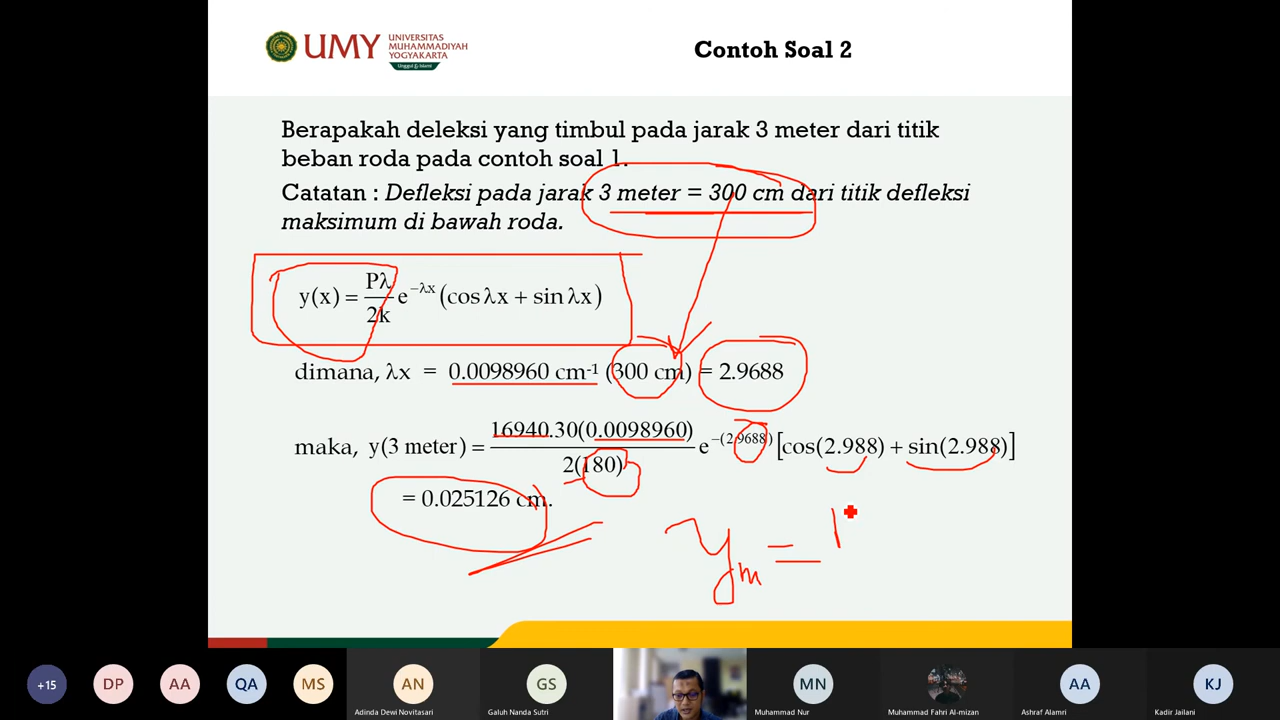 UMY
UNIVERSITAS
MUHAMMADIYAH
YOGYAKARTA
Unggul & Islami
Contoh Soal 2
Berapakah deleksi yang timbul pada jarak 3 meter dari titik
beban roda pada contoh soal 1.
Catatan : Defleksi pada jarak 3 meter = 300 cm dari titik defleksi
maksimum di bawah roda.
y(x) = Pλ/2k e^−λx (cos λx + sin λx)
dimana, λx = 0.0098960 cm-1 (300 cm) = 2.9688
maka, y(3 meter) = 16940.30(0.0098960)/2(180) e^−(2.9688) [cos(2.988) + sin(2.988)]
= 0.025126 cm.
ym =
+15
DP
AA
QA
MS
AN
GS
MN
AA
KJ
Adinda Dewi Novitasari
Galuh Nanda Sutri
Muhammad Nur
Muhammad Fahri Al-mizan
Ashraf Alamri
Kadir Jailani